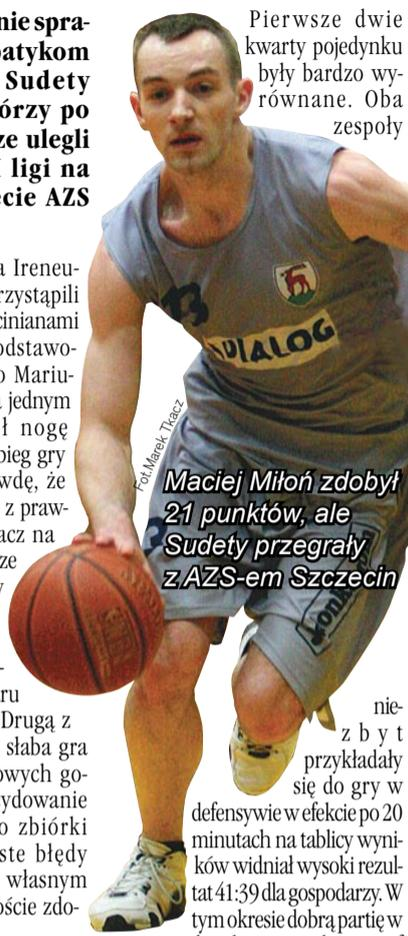 nie spra-
patykom
Sudety
órzy po
ze ulegli
ligi na
cie AZS
a Ireneu-
rzystąpili
cinianami
odstawo-
o Mariu-
jednym
ł nogę
bieg gry
wdę, że
z praw-
acz na
ze
y
ru
Drugą z
słaba gra
owych go-
ydowanie
o zbiórki
ste błędy
własnym
oście zdo-
Pierwsze dwie
kwarty pojedynku
były bardzo wy-
równane. Oba
zespoły
13
DIALOG
Fot.Marek Tkacz
Maciej Miłoń zdobył
21 punktów, ale
Sudety przegrały
z AZS-em Szczecin
nie-
zbyt
przykładały
się do gry w
defensywie w efekcie po 20
minutach na tablicy wyni-
ków widniał wysoki rezul-
tat 41:39 dla gospodarzy. W
tym okresie dobrą partię w